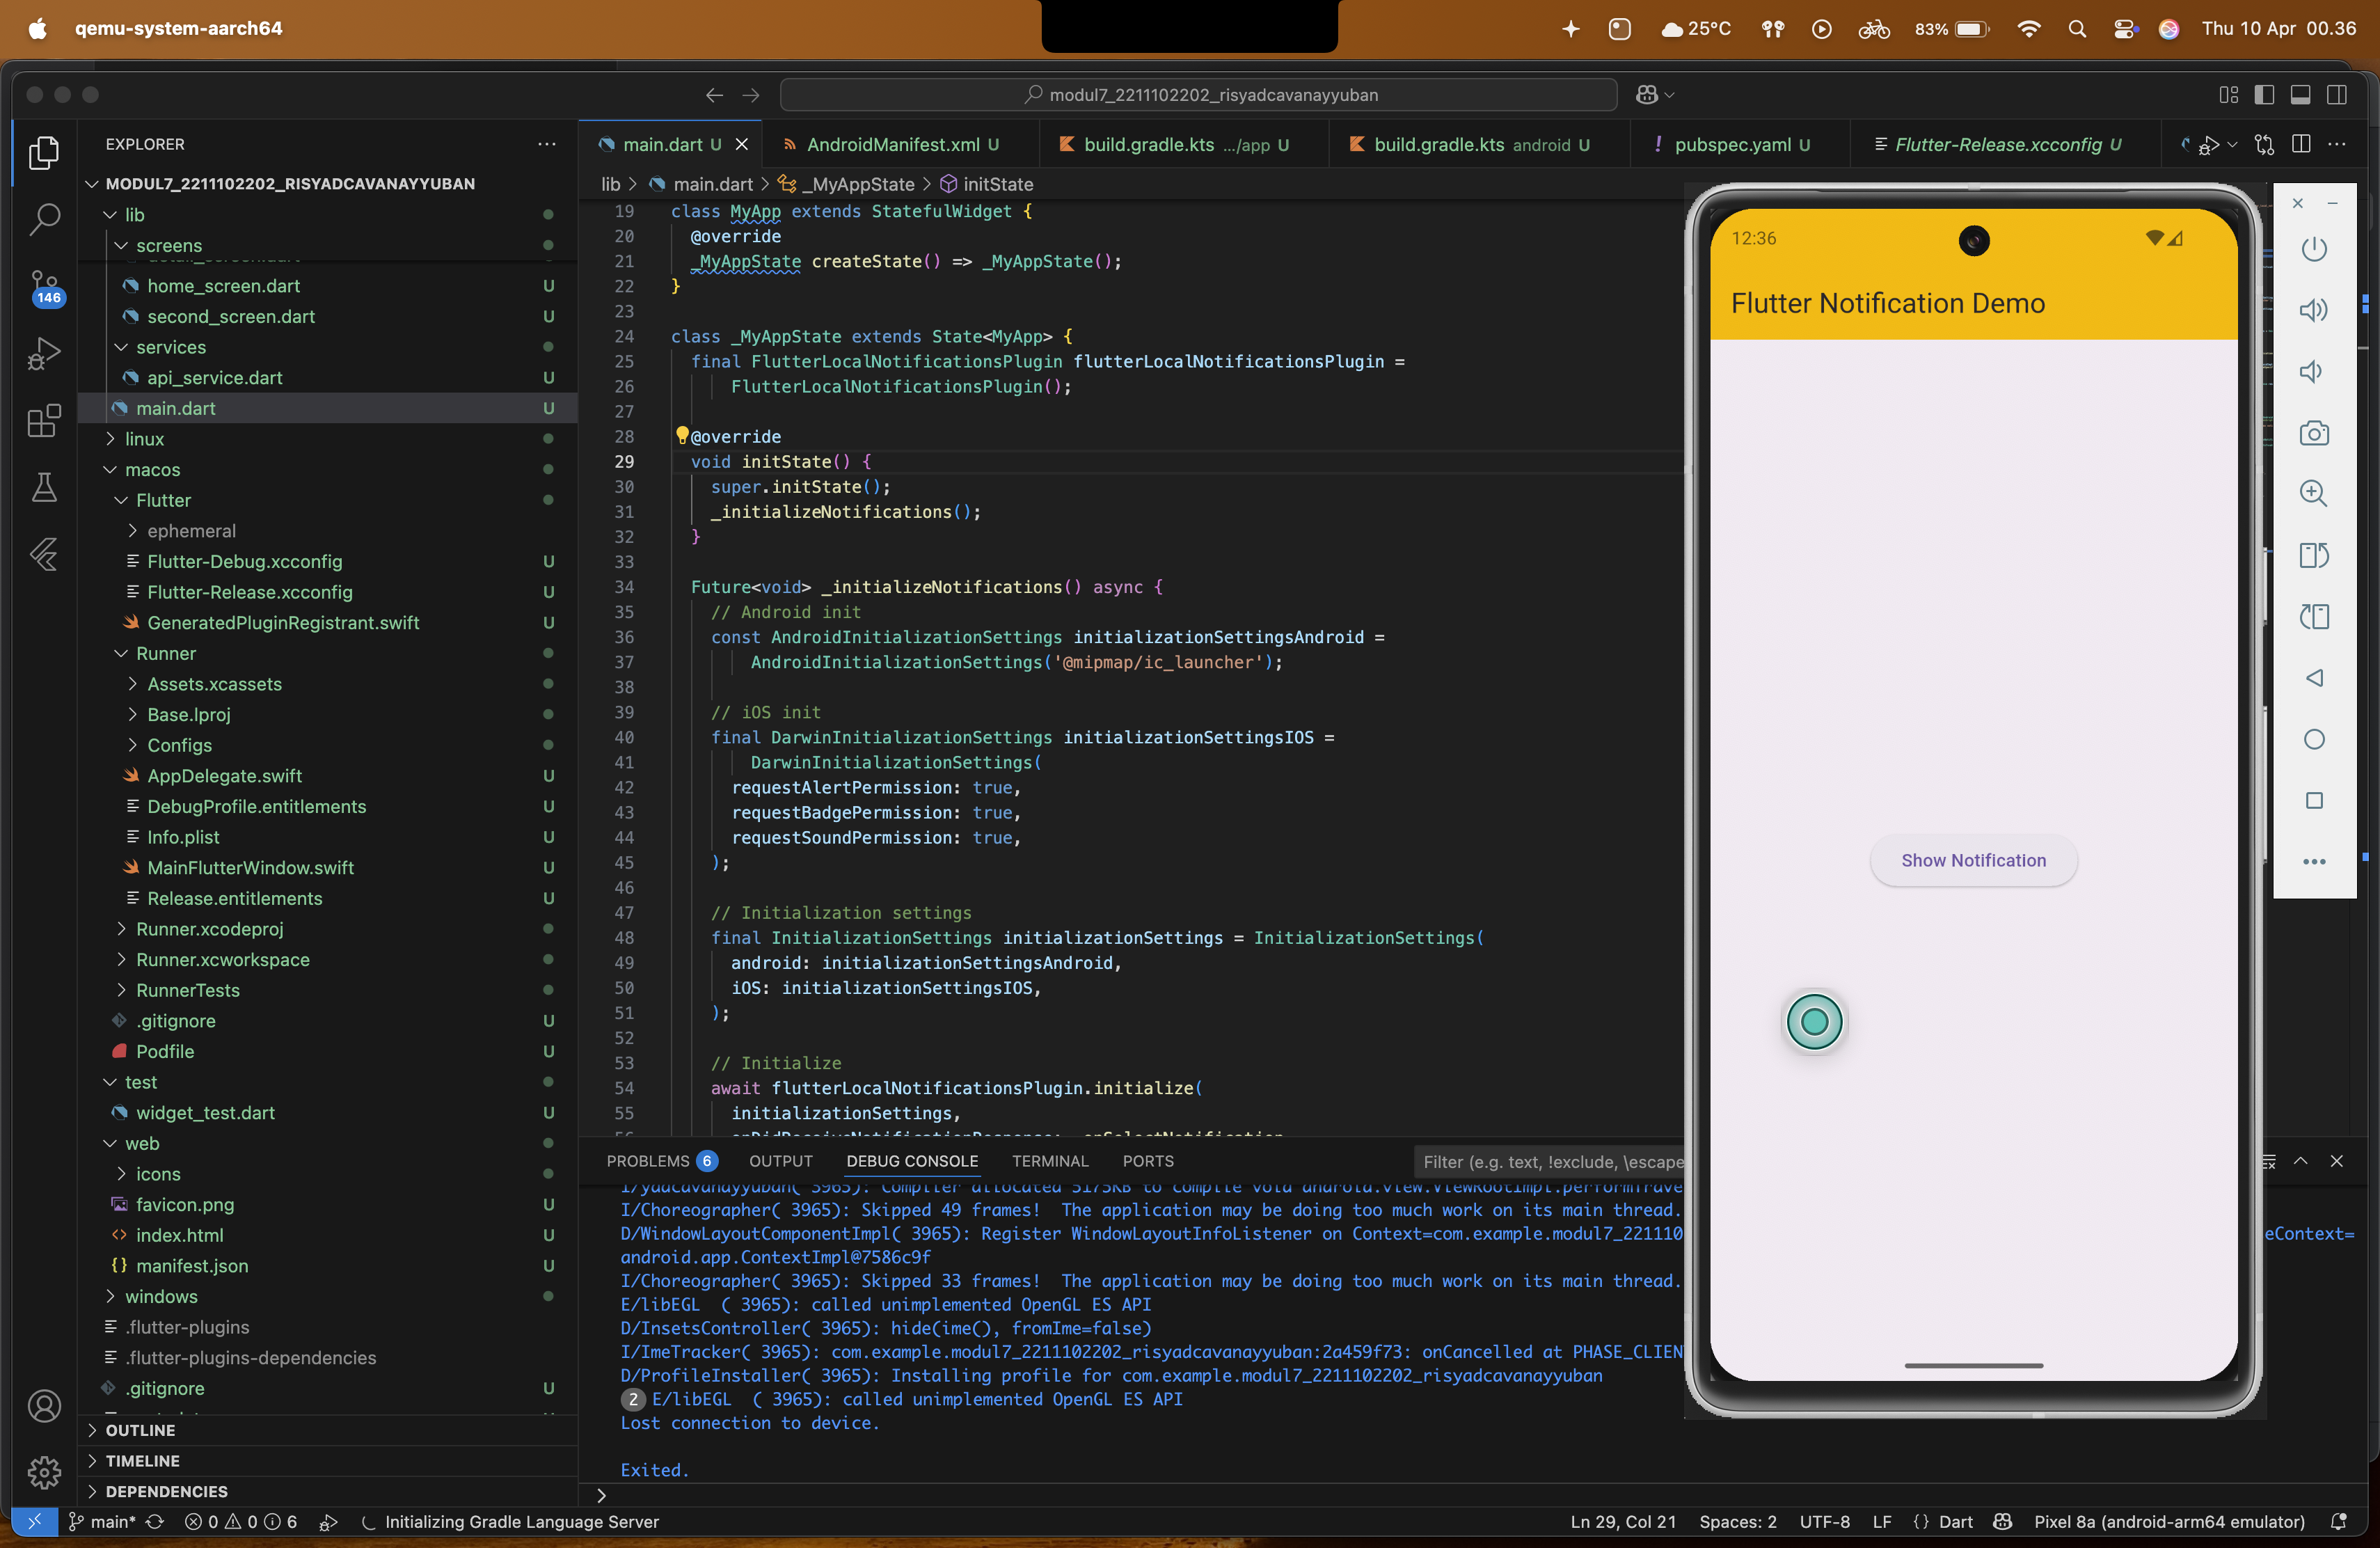 qemu-system-aarch64
25°C
83%
Thu 10 Apr 00.36
modul7_2211102202_risyadcavanayyuban
EXPLORER
MODUL7_2211102202_RISYADCAVANAYYUBAN
lib
screens
home_screen.dart U
second_screen.dart U
services
api_service.dart U
main.dart U
linux
macos
Flutter
ephemeral
Flutter-Debug.xcconfig U
Flutter-Release.xcconfig U
GeneratedPluginRegistrant.swift U
Runner
Assets.xcassets
Base.lproj
Configs
AppDelegate.swift U
DebugProfile.entitlements U
Info.plist U
MainFlutterWindow.swift U
Release.entitlements U
Runner.xcodeproj
Runner.xcworkspace
RunnerTests
.gitignore U
Podfile U
test
widget_test.dart U
web
icons
favicon.png U
index.html U
manifest.json U
windows
.flutter-plugins
.flutter-plugins-dependencies
.gitignore U
OUTLINE
TIMELINE
DEPENDENCIES
146
main.dart U
AndroidManifest.xml U
build.gradle.kts .../app U
build.gradle.kts android U
pubspec.yaml U
Flutter-Release.xcconfig U
lib > main.dart > _MyAppState > initState
19 class MyApp extends StatefulWidget {
20 @override
21 _MyAppState createState() => _MyAppState();
22 }
23
24 class _MyAppState extends State<MyApp> {
25 final FlutterLocalNotificationsPlugin flutterLocalNotificationsPlugin =
26 FlutterLocalNotificationsPlugin();
27
28 @override
29 void initState() {
30 super.initState();
31 _initializeNotifications();
32 }
33
34 Future<void> _initializeNotifications() async {
35 // Android init
36 const AndroidInitializationSettings initializationSettingsAndroid =
37 AndroidInitializationSettings('@mipmap/ic_launcher');
38
39 // iOS init
40 final DarwinInitializationSettings initializationSettingsIOS =
41 DarwinInitializationSettings(
42 requestAlertPermission: true,
43 requestBadgePermission: true,
44 requestSoundPermission: true,
45 );
46
47 // Initialization settings
48 final InitializationSettings initializationSettings = InitializationSettings(
49 android: initializationSettingsAndroid,
50 iOS: initializationSettingsIOS,
51 );
52
53 // Initialize
54 await flutterLocalNotificationsPlugin.initialize(
55 initializationSettings,
12:36
Flutter Notification Demo
Show Notification
PROBLEMS 6
OUTPUT
DEBUG CONSOLE
TERMINAL
PORTS
Filter (e.g. text, !exclude, \escape
I/Choreographer( 3965): Skipped 49 frames!  The application may be doing too much work on its main thread.
D/WindowLayoutComponentImpl( 3965): Register WindowLayoutInfoListener on Context=com.example.modul7_221110
eContext=
android.app.ContextImpl@7586c9f
I/Choreographer( 3965): Skipped 33 frames!  The application may be doing too much work on its main thread.
E/libEGL  ( 3965): called unimplemented OpenGL ES API
D/InsetsController( 3965): hide(ime(), fromIme=false)
I/ImeTracker( 3965): com.example.modul7_2211102202_risyadcavanayyuban:2a459f73: onCancelled at PHASE_CLIEN
D/ProfileInstaller( 3965): Installing profile for com.example.modul7_2211102202_risyadcavanayyuban
2 E/libEGL  ( 3965): called unimplemented OpenGL ES API
Lost connection to device.
Exited.
main*
0 0 6
Initializing Gradle Language Server
Ln 29, Col 21
Spaces: 2
UTF-8
LF
{} Dart
Pixel 8a (android-arm64 emulator)